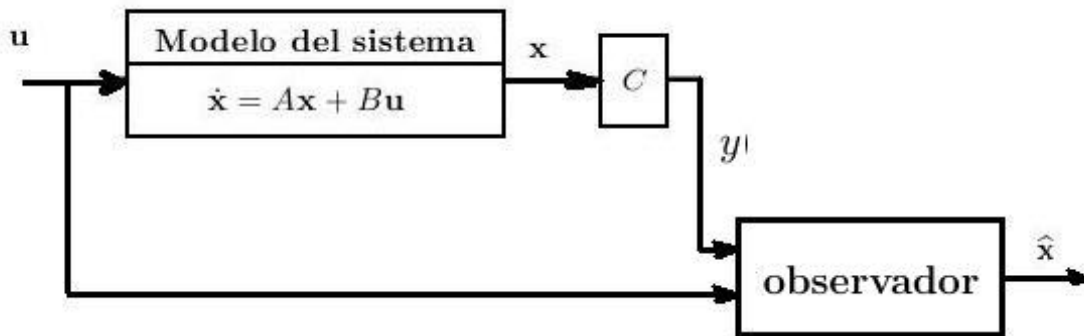 u
Modelo del sistema
x
ẋ = Ax + Bu
C
y
x̂
observador